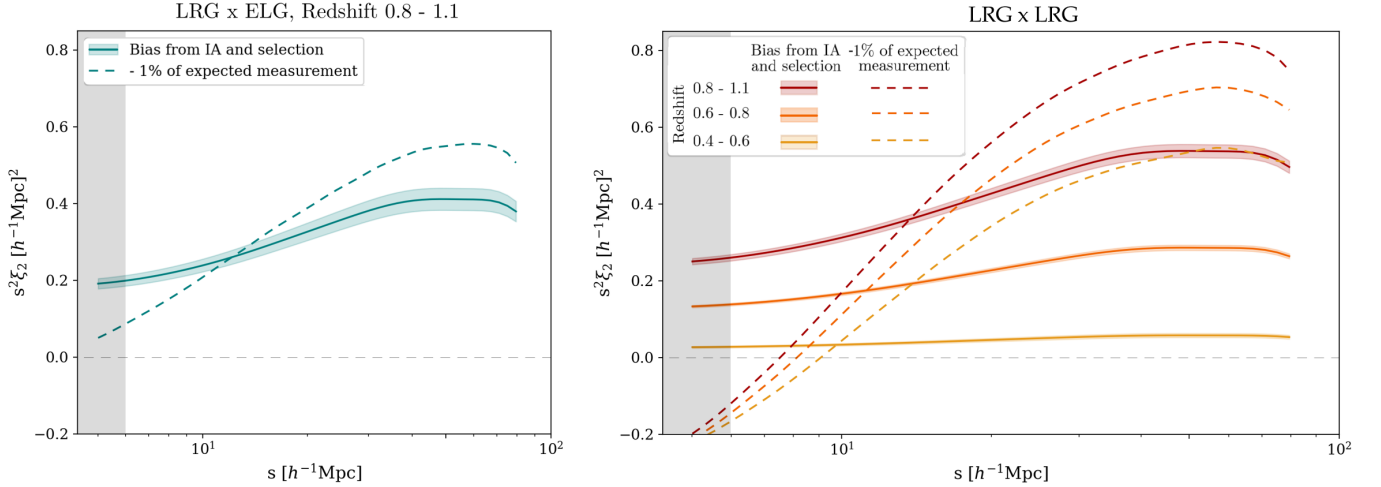 LRG x ELG, Redshift 0.8 - 1.1
Bias from IA and selection
- 1% of expected measurement
s²ξ₂ [h⁻¹Mpc]²
0.8
0.6
0.4
0.2
0.0
−0.2
10¹
10²
s [h⁻¹Mpc]
LRG x LRG
Bias from IA
and selection
-1% of expected
measurement
Redshift
0.8 - 1.1
0.6 - 0.8
0.4 - 0.6
s²ξ₂ [h⁻¹Mpc]²
0.8
0.6
0.4
0.2
0.0
−0.2
10¹
10²
s [h⁻¹Mpc]